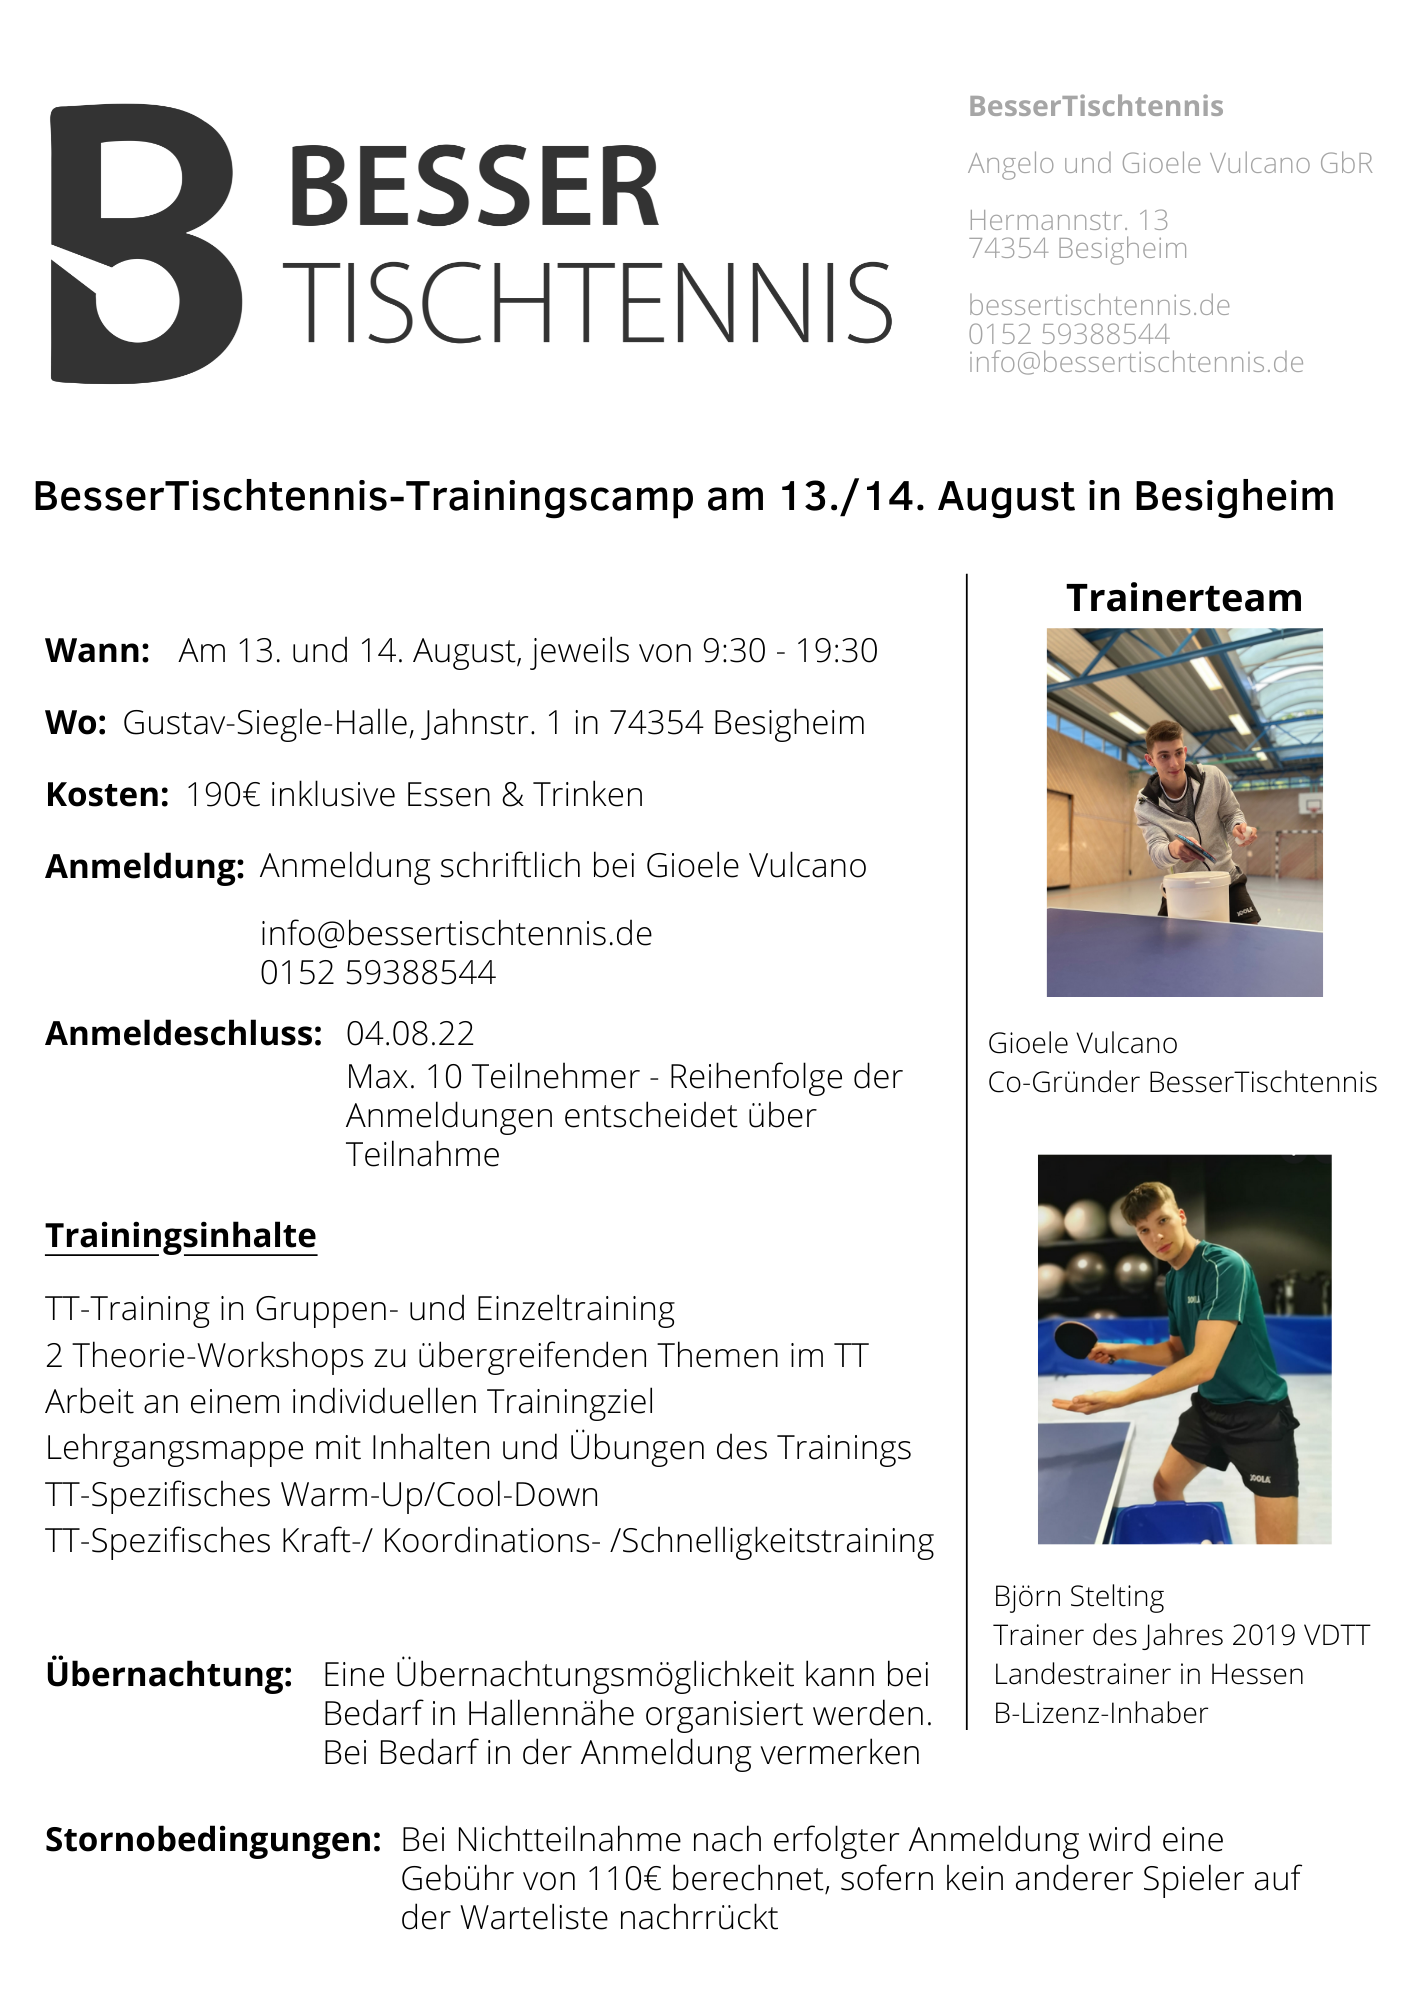 BESSER
TISCHTENNIS
BesserTischtennis
Angelo und Gioele Vulcano GbR
Hermannstr. 13
74354 Besigheim
bessertischtennis.de
0152 59388544
info@bessertischtennis.de
BesserTischtennis-Trainingscamp am 13./14. August in Besigheim
Wann: Am 13. und 14. August, jeweils von 9:30 - 19:30
Wo: Gustav-Siegle-Halle, Jahnstr. 1 in 74354 Besigheim
Kosten: 190€ inklusive Essen & Trinken
Anmeldung: Anmeldung schriftlich bei Gioele Vulcano
info@bessertischtennis.de
0152 59388544
Anmeldeschluss: 04.08.22
Max. 10 Teilnehmer - Reihenfolge der
Anmeldungen entscheidet über
Teilnahme
Trainingsinhalte
TT-Training in Gruppen- und Einzeltraining
2 Theorie-Workshops zu übergreifenden Themen im TT
Arbeit an einem individuellen Trainingziel
Lehrgangsmappe mit Inhalten und Übungen des Trainings
TT-Spezifisches Warm-Up/Cool-Down
TT-Spezifisches Kraft-/ Koordinations- /Schnelligkeitstraining
Übernachtung: Eine Übernachtungsmöglichkeit kann bei
Bedarf in Hallennähe organisiert werden.
Bei Bedarf in der Anmeldung vermerken
Trainerteam
JOOLA
Gioele Vulcano
Co-Gründer BesserTischtennis
JOOLA
JOOLA
Björn Stelting
Trainer des Jahres 2019 VDTT
Landestrainer in Hessen
B-Lizenz-Inhaber
Stornobedingungen: Bei Nichtteilnahme nach erfolgter Anmeldung wird eine
Gebühr von 110€ berechnet, sofern kein anderer Spieler auf
der Warteliste nachrrückt